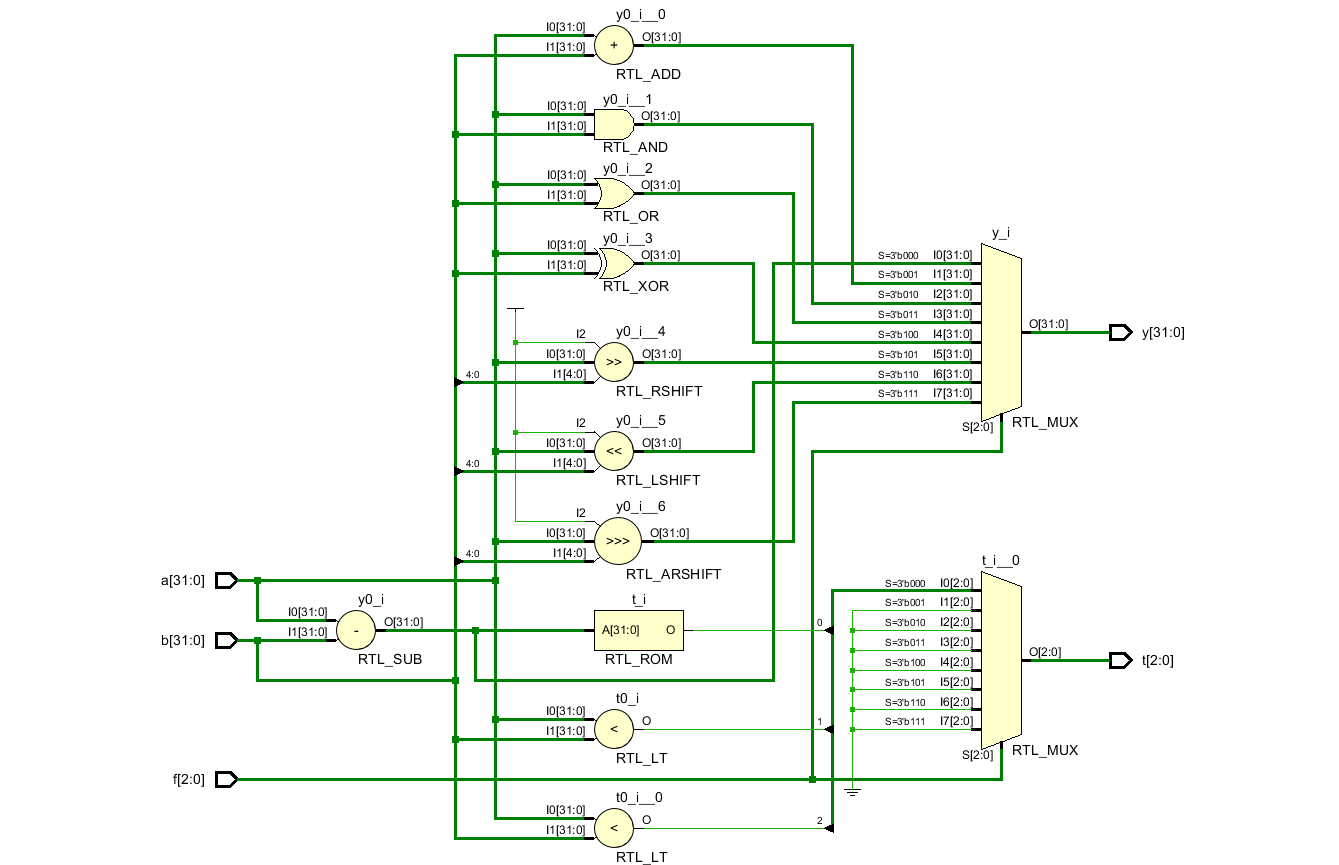 y0_i__0
I0[31:0]
I1[31:0]
+
O[31:0]
RTL_ADD
y0_i__1
I0[31:0]
I1[31:0]
O[31:0]
RTL_AND
y0_i__2
I0[31:0]
I1[31:0]
O[31:0]
RTL_OR
y0_i__3
I0[31:0]
I1[31:0]
O[31:0]
RTL_XOR
y0_i__4
I2
I0[31:0]
4:0
I1[4:0]
>>
O[31:0]
RTL_RSHIFT
y0_i__5
I2
I0[31:0]
4:0
I1[4:0]
<<
O[31:0]
RTL_LSHIFT
y0_i__6
I2
I0[31:0]
4:0
I1[4:0]
>>>
O[31:0]
RTL_ARSHIFT
y_i
S=3'b000 I0[31:0]
S=3'b001 I1[31:0]
S=3'b010 I2[31:0]
S=3'b011 I3[31:0]
S=3'b100 I4[31:0]
S=3'b101 I5[31:0]
S=3'b110 I6[31:0]
S=3'b111 I7[31:0]
S[2:0]
O[31:0]
RTL_MUX
y[31:0]
a[31:0]
b[31:0]
f[2:0]
y0_i
I0[31:0]
I1[31:0]
-
O[31:0]
RTL_SUB
t_i
A[31:0] O
RTL_ROM
0
t0_i
I0[31:0]
I1[31:0]
<
O
RTL_LT
1
t0_i__0
I0[31:0]
I1[31:0]
<
O
RTL_LT
2
t_i__0
S=3'b000 I0[2:0]
S=3'b001 I1[2:0]
S=3'b010 I2[2:0]
S=3'b011 I3[2:0]
S=3'b100 I4[2:0]
S=3'b101 I5[2:0]
S=3'b110 I6[2:0]
S=3'b111 I7[2:0]
S[2:0]
O[2:0]
RTL_MUX
t[2:0]